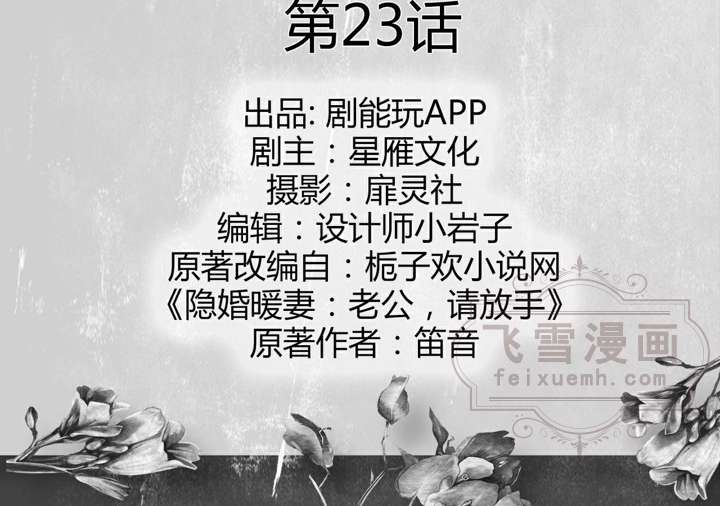 第23话
出品: 剧能玩APP
剧主：星雁文化
摄影：扉灵社
编辑：设计师小岩子
原著改编自：栀子欢小说网
《隐婚暖妻：老公，请放手》
原著作者：笛音
飞雪漫画
feixuemh.com